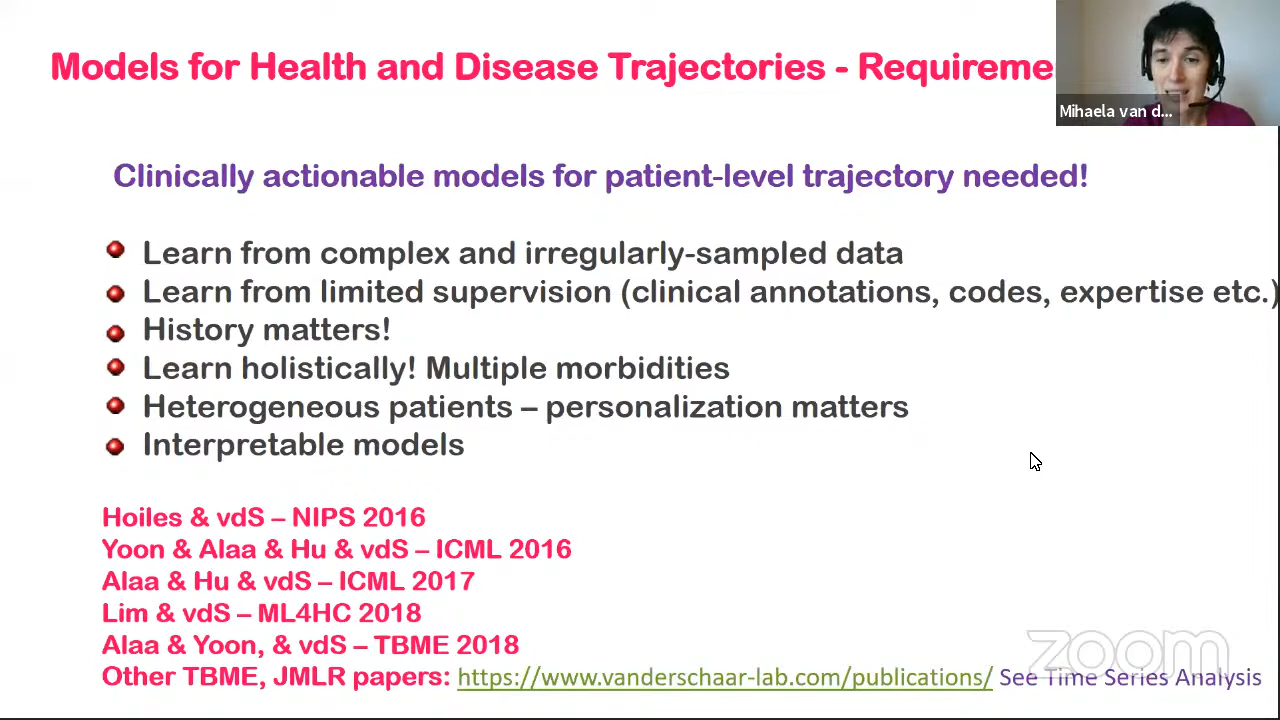 Models for Health and Disease Trajectories - Requireme
Mihaela van d...
Clinically actionable models for patient-level trajectory needed!
Learn from complex and irregularly-sampled data
Learn from limited supervision (clinical annotations, codes, expertise etc.)
History matters!
Learn holistically! Multiple morbidities
Heterogeneous patients – personalization matters
Interpretable models
Hoiles & vdS – NIPS 2016
Yoon & Alaa & Hu & vdS – ICML 2016
Alaa & Hu & vdS – ICML 2017
Lim & vdS – ML4HC 2018
Alaa & Yoon, & vdS – TBME 2018
Other TBME, JMLR papers: https://www.vanderschaar-lab.com/publications/ See Time Series Analysis
zoom